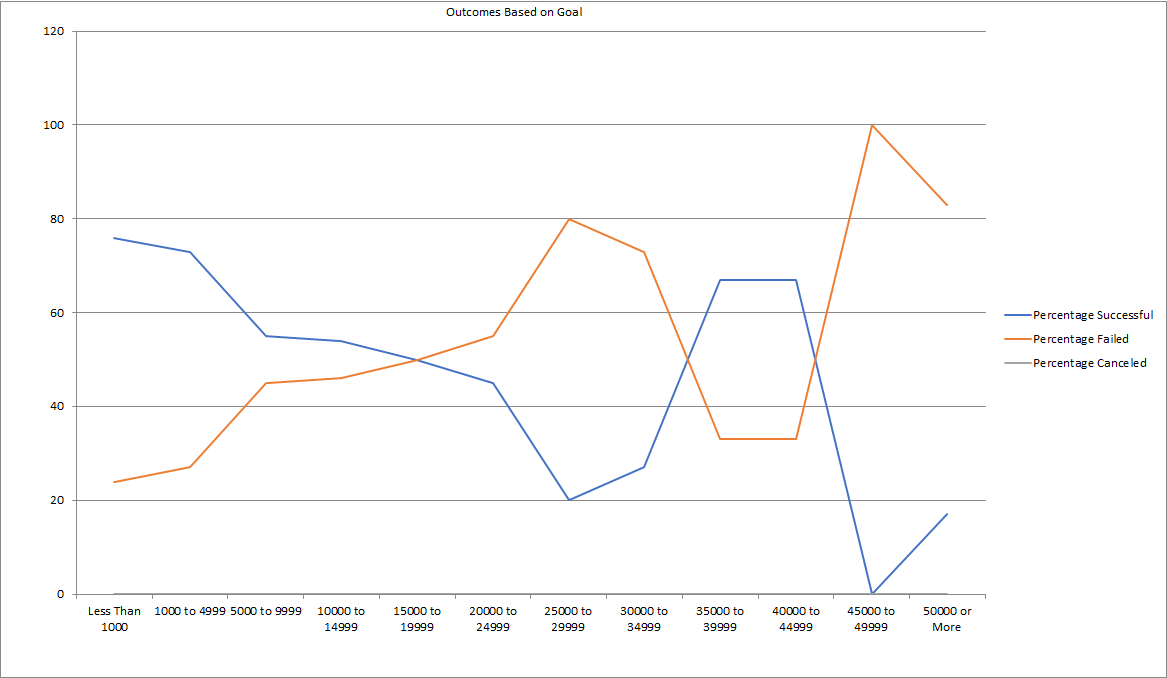 Outcomes Based on Goal
120
100
80
60
40
20
0
Less Than
1000
1000 to 4999
5000 to 9999
10000 to
14999
15000 to
19999
20000 to
24999
25000 to
29999
30000 to
34999
35000 to
39999
40000 to
44999
45000 to
49999
50000 or
More
Percentage Successful
Percentage Failed
Percentage Canceled